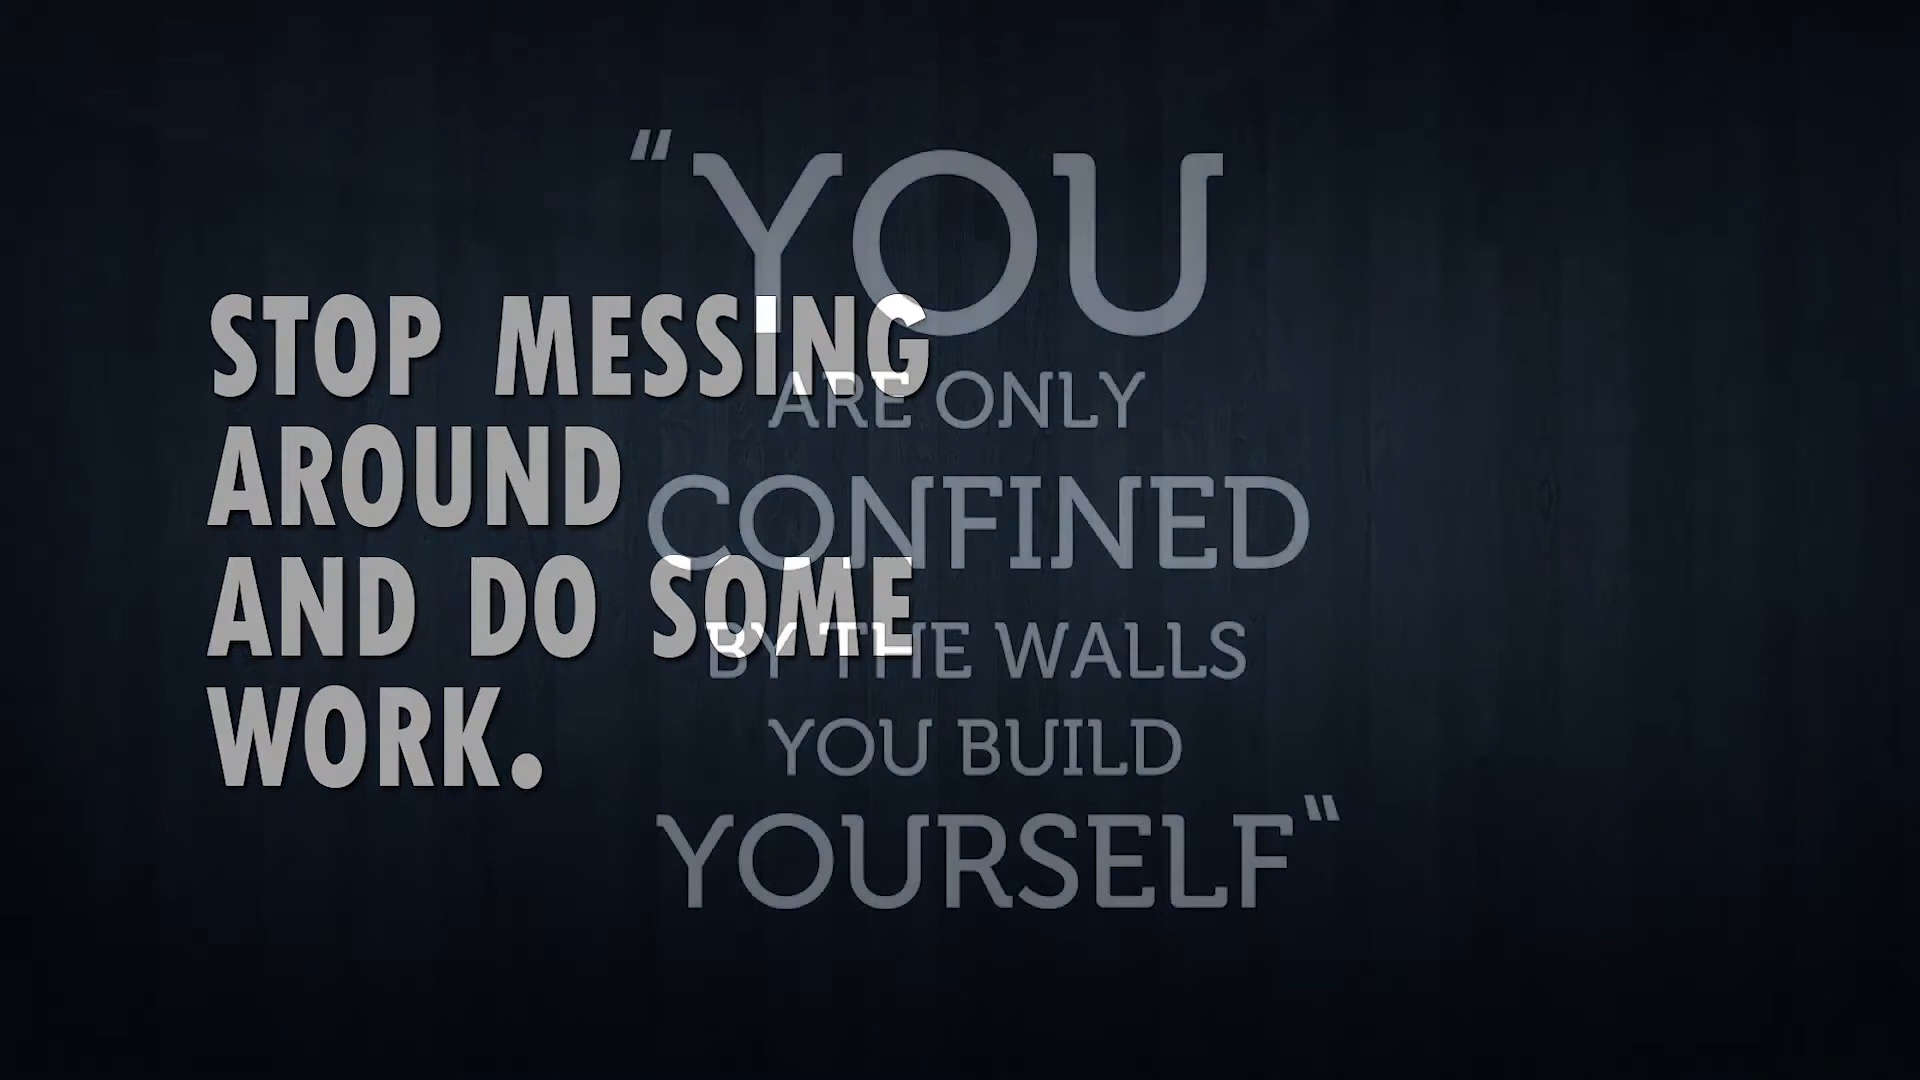 STOP MESSING
AROUND
AND DO SOME
WORK.
"YOU
ARE ONLY
CONFINED
BY THE WALLS
YOU BUILD
YOURSELF"